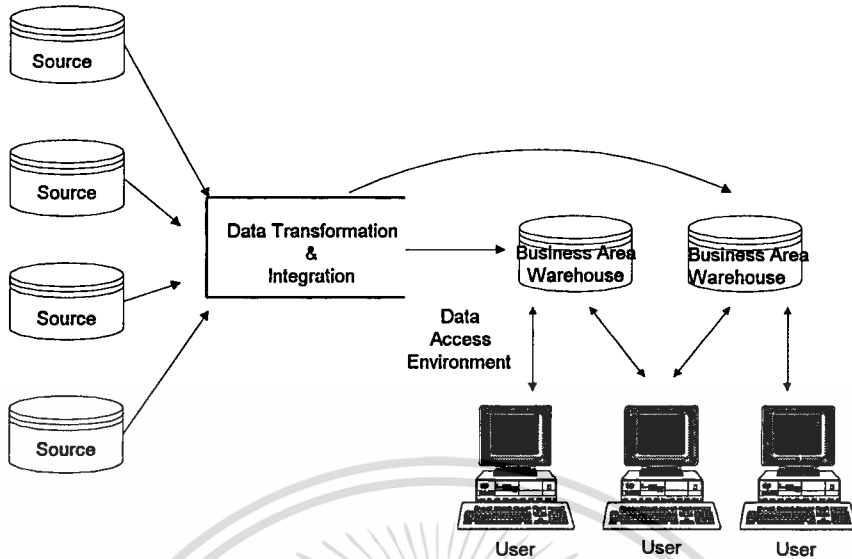 Source
Source
Source
Source
Data Transformation
&
Integration
Business Area
Warehouse
Business Area
Warehouse
Data
Access
Environment
User
User
User